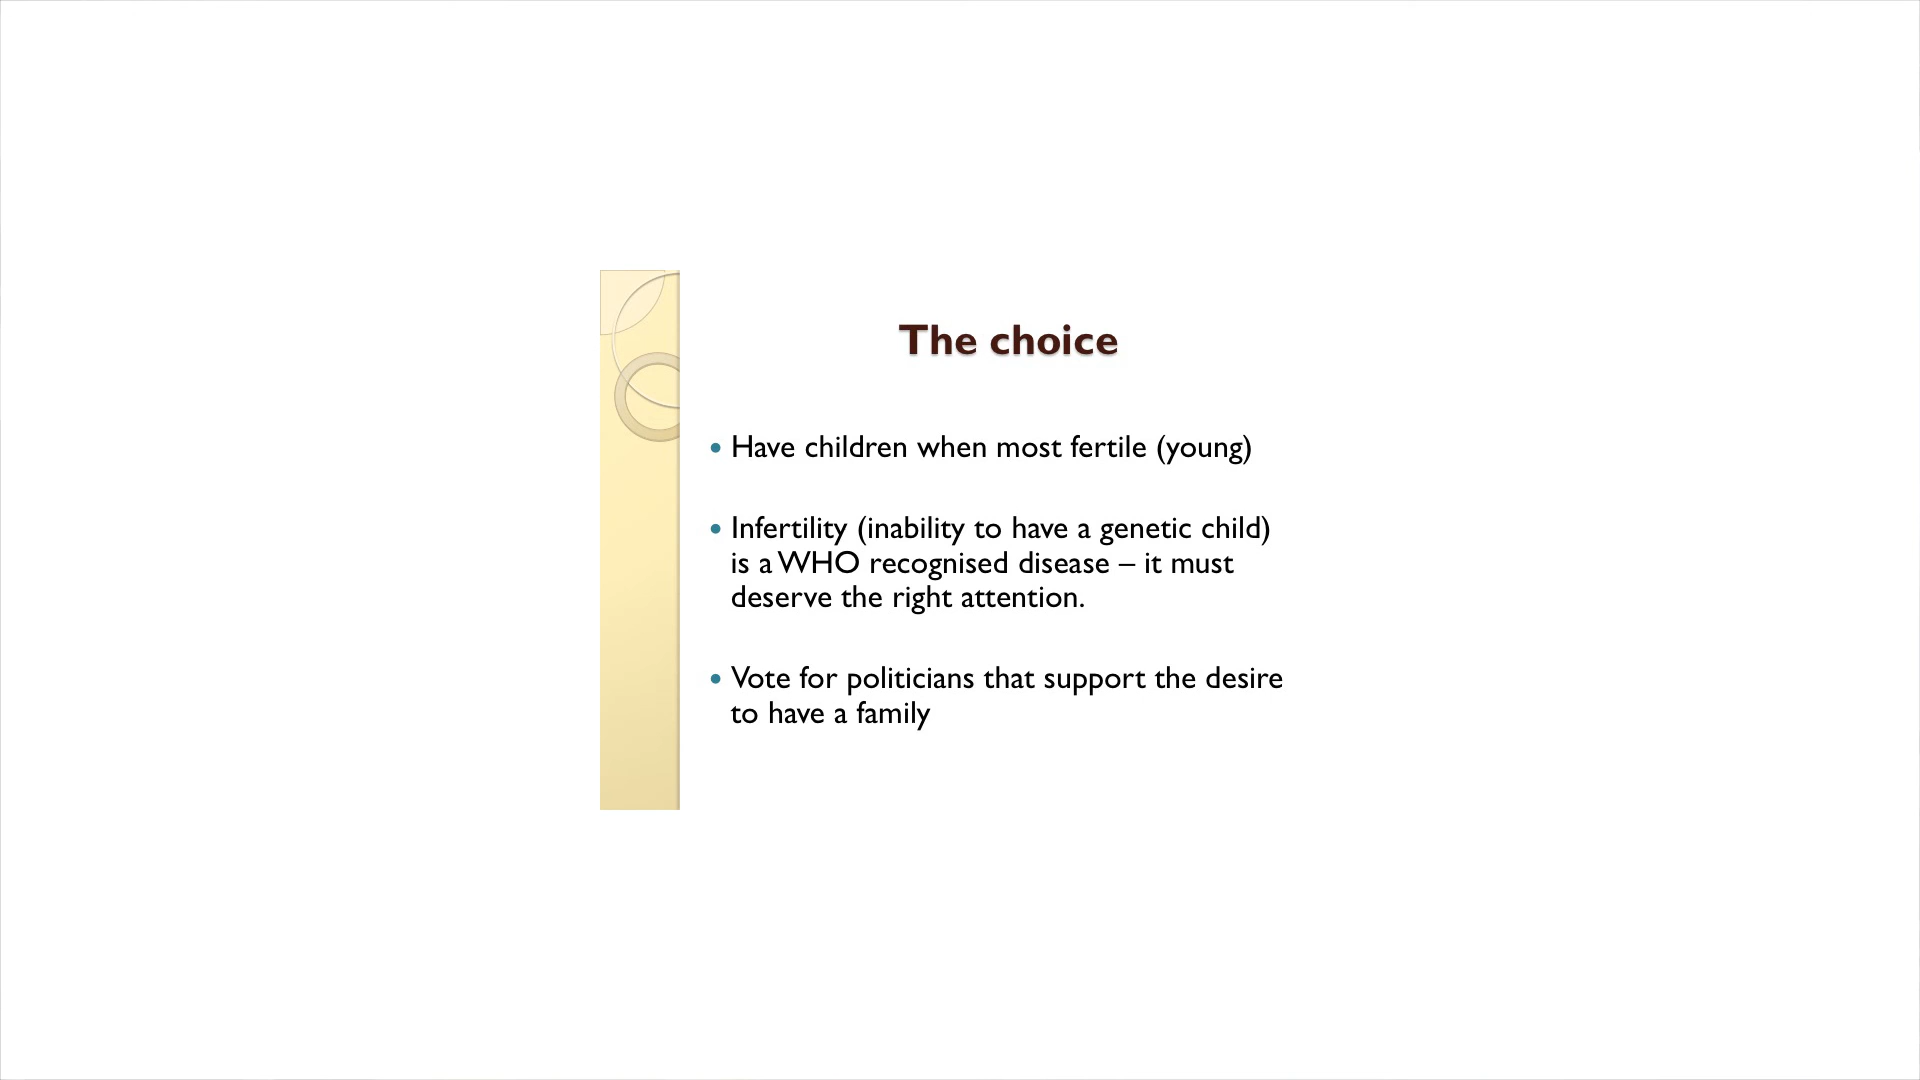 The choice
• Have children when most fertile (young)
• Infertility (inability to have a genetic child)
is a WHO recognised disease – it must
deserve the right attention.
• Vote for politicians that support the desire
to have a family